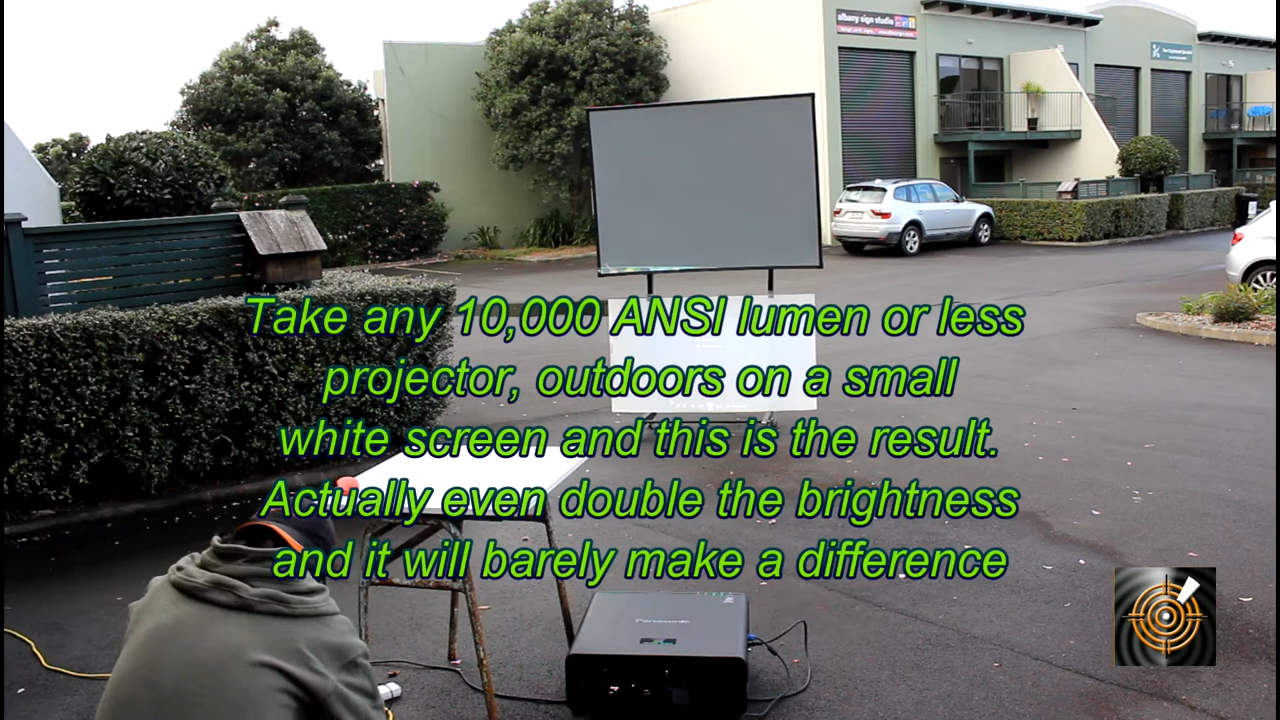 albany sign studio
Take any 10,000 ANSI lumen or less
projector, outdoors on a small
white screen and this is the result.
Actually even double the brightness
and it will barely make a difference
Panasonic